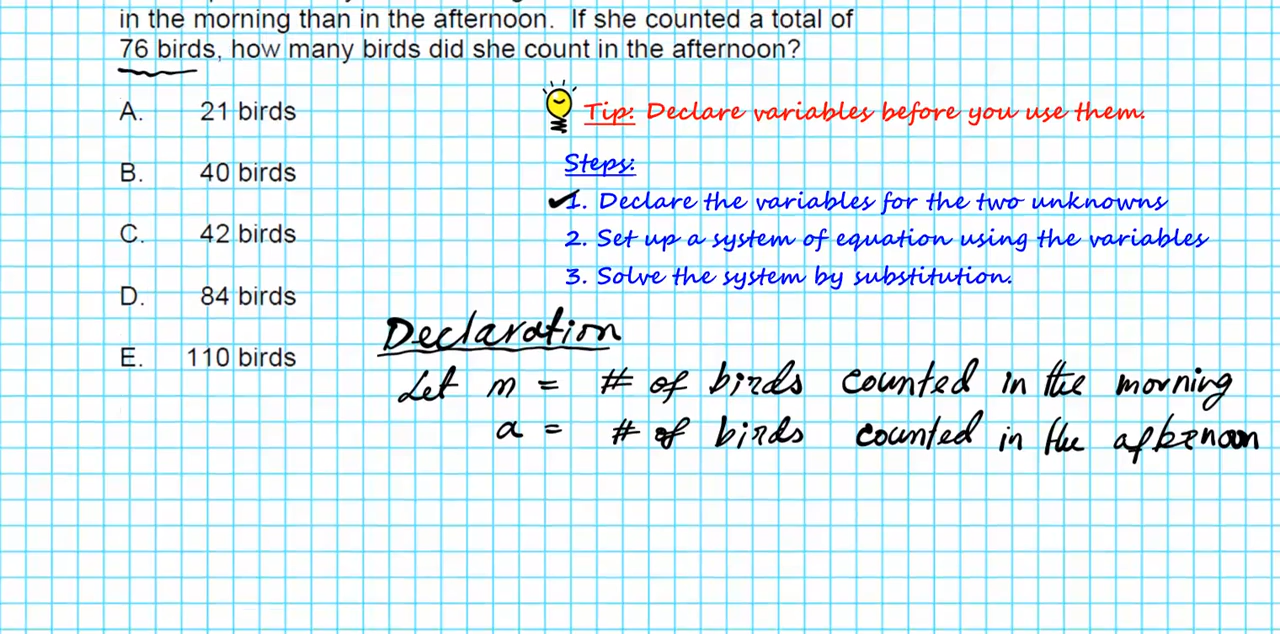 in the morning than in the afternoon. If she counted a total of
76 birds, how many birds did she count in the afternoon?
A. 21 birds
B. 40 birds
C. 42 birds
D. 84 birds
E. 110 birds
Tip: Declare variables before you use them.
Steps:
1. Declare the variables for the two unknowns
2. Set up a system of equation using the variables
3. Solve the system by substitution.
Declaration
Let m = # of birds counted in the morning
a = # of birds counted in the afternoon